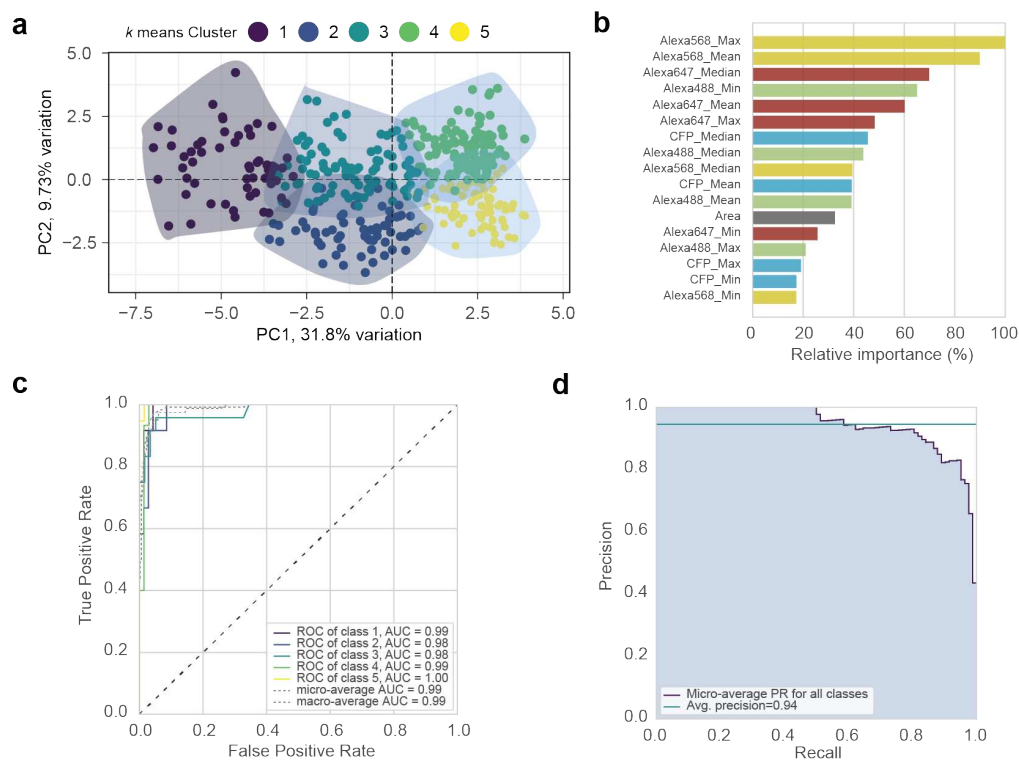 a
k means Cluster 1 2 3 4 5
5.0
2.5
0.0
−2.5
PC2, 9.73% variation
−7.5 −5.0 −2.5 0.0 2.5 5.0
PC1, 31.8% variation
b
Alexa568_Max
Alexa568_Mean
Alexa647_Median
Alexa488_Min
Alexa647_Mean
Alexa647_Max
CFP_Median
Alexa488_Median
Alexa568_Median
CFP_Mean
Alexa488_Mean
Area
Alexa647_Min
Alexa488_Max
CFP_Max
CFP_Min
Alexa568_Min
0 20 40 60 80 100
Relative importance (%)
c
1.0
0.8
0.6
0.4
0.2
0.0
True Positive Rate
ROC of class 1, AUC = 0.99
ROC of class 2, AUC = 0.98
ROC of class 3, AUC = 0.98
ROC of class 4, AUC = 0.99
ROC of class 5, AUC = 1.00
micro-average AUC = 0.99
macro-average AUC = 0.99
0.0 0.2 0.4 0.6 0.8 1.0
False Positive Rate
d
1.0
0.8
0.6
0.4
0.2
0.0
Precision
Micro-average PR for all classes
Avg. precision=0.94
0.0 0.2 0.4 0.6 0.8 1.0
Recall